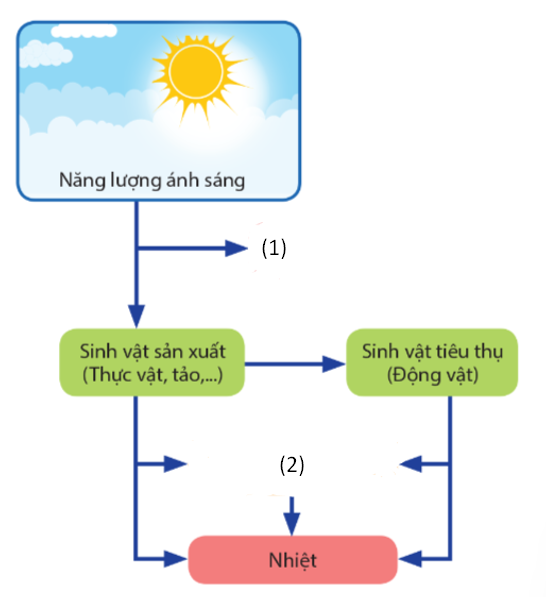 Năng lượng ánh sáng
(1)
Sinh vật sản xuất
(Thực vật, tảo,...)
Sinh vật tiêu thụ
(Động vật)
(2)
Nhiệt